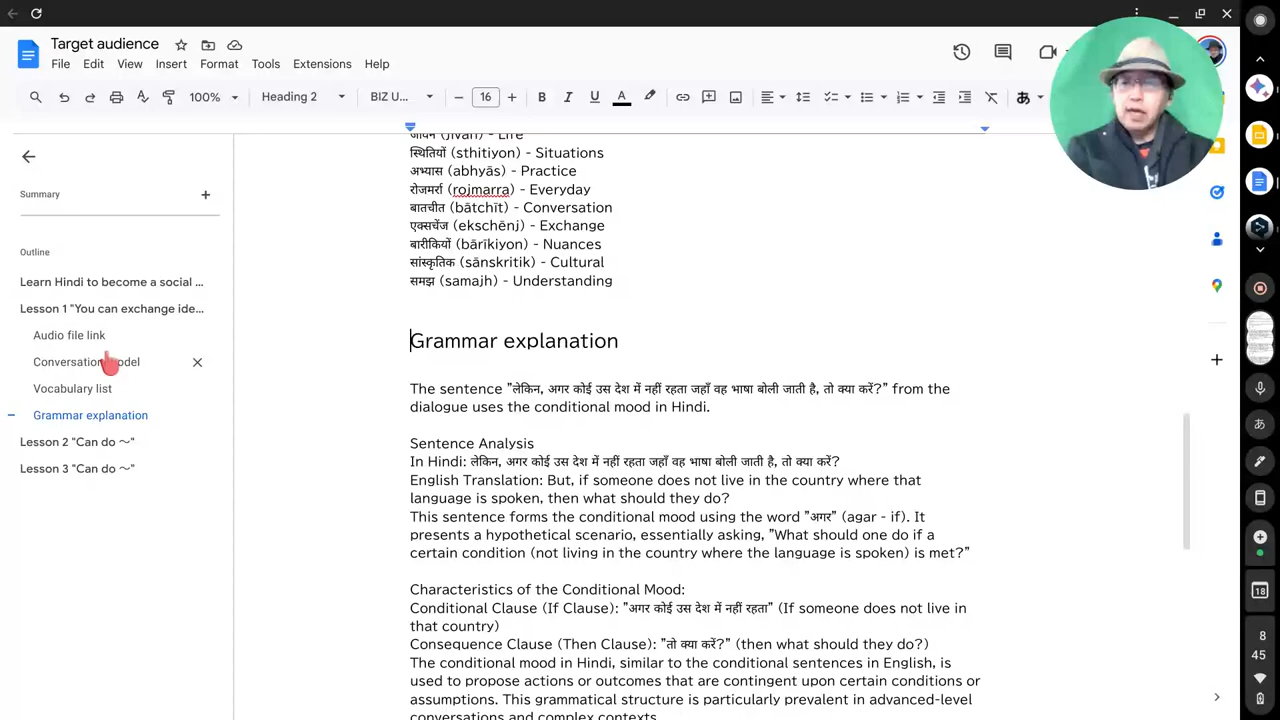 Target audience
File Edit View Insert Format Tools Extensions Help
100% Heading 2 BIZ U... 16 B I U A あ
Summary
Outline
Learn Hindi to become a social ...
Lesson 1 "You can exchange ide...
Audio file link
Conversation model
Vocabulary list
Grammar explanation
Lesson 2 "Can do ～"
Lesson 3 "Can do ～"
जीवन (jīvan) - Life
स्थितियों (sthitiyon) - Situations
अभ्यास (abhyās) - Practice
रोजमर्रा (rojmarra) - Everyday
बातचीत (bātchīt) - Conversation
एक्सचेंज (ekschēnj) - Exchange
बारीकियों (bārīkiyon) - Nuances
सांस्कृतिक (sānskritik) - Cultural
समझ (samajh) - Understanding
Grammar explanation
The sentence "लेकिन, अगर कोई उस देश में नहीं रहता जहाँ वह भाषा बोली जाती है, तो क्या करें?" from the
dialogue uses the conditional mood in Hindi.
Sentence Analysis
In Hindi: लेकिन, अगर कोई उस देश में नहीं रहता जहाँ वह भाषा बोली जाती है, तो क्या करें?
English Translation: But, if someone does not live in the country where that
language is spoken, then what should they do?
This sentence forms the conditional mood using the word "अगर" (agar - if). It
presents a hypothetical scenario, essentially asking, "What should one do if a
certain condition (not living in the country where the language is spoken) is met?"
Characteristics of the Conditional Mood:
Conditional Clause (If Clause): "अगर कोई उस देश में नहीं रहता" (If someone does not live in
that country)
Consequence Clause (Then Clause): "तो क्या करें?" (then what should they do?)
The conditional mood in Hindi, similar to the conditional sentences in English, is
used to propose actions or outcomes that are contingent upon certain conditions or
assumptions. This grammatical structure is particularly prevalent in advanced-level
conversations and complex contexts.
あ
18
8
45